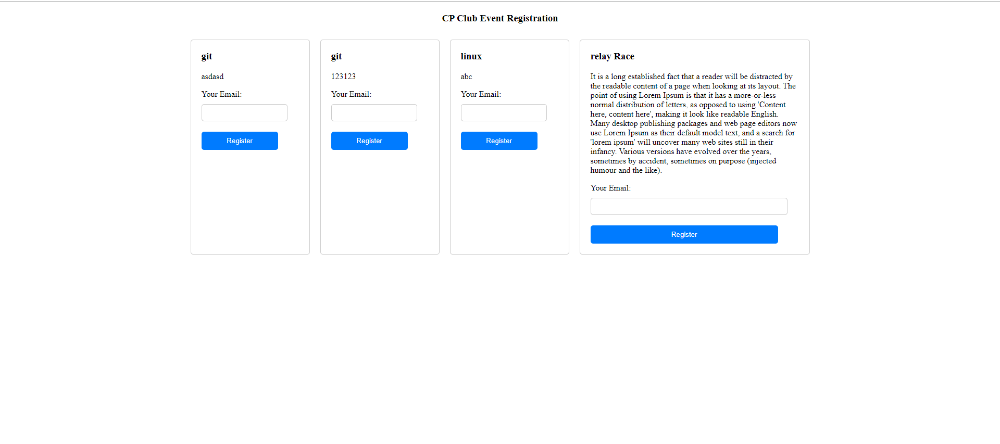 CP Club Event Registration
git
asdasd
Your Email:
Register
git
123123
Your Email:
Register
linux
abc
Your Email:
Register
relay Race
It is a long established fact that a reader will be distracted by
the readable content of a page when looking at its layout. The
point of using Lorem Ipsum is that it has a more-or-less
normal distribution of letters, as opposed to using 'Content
here, content here', making it look like readable English.
Many desktop publishing packages and web page editors now
use Lorem Ipsum as their default model text, and a search for
'lorem ipsum' will uncover many web sites still in their
infancy. Various versions have evolved over the years,
sometimes by accident, sometimes on purpose (injected
humour and the like).
Your Email:
Register